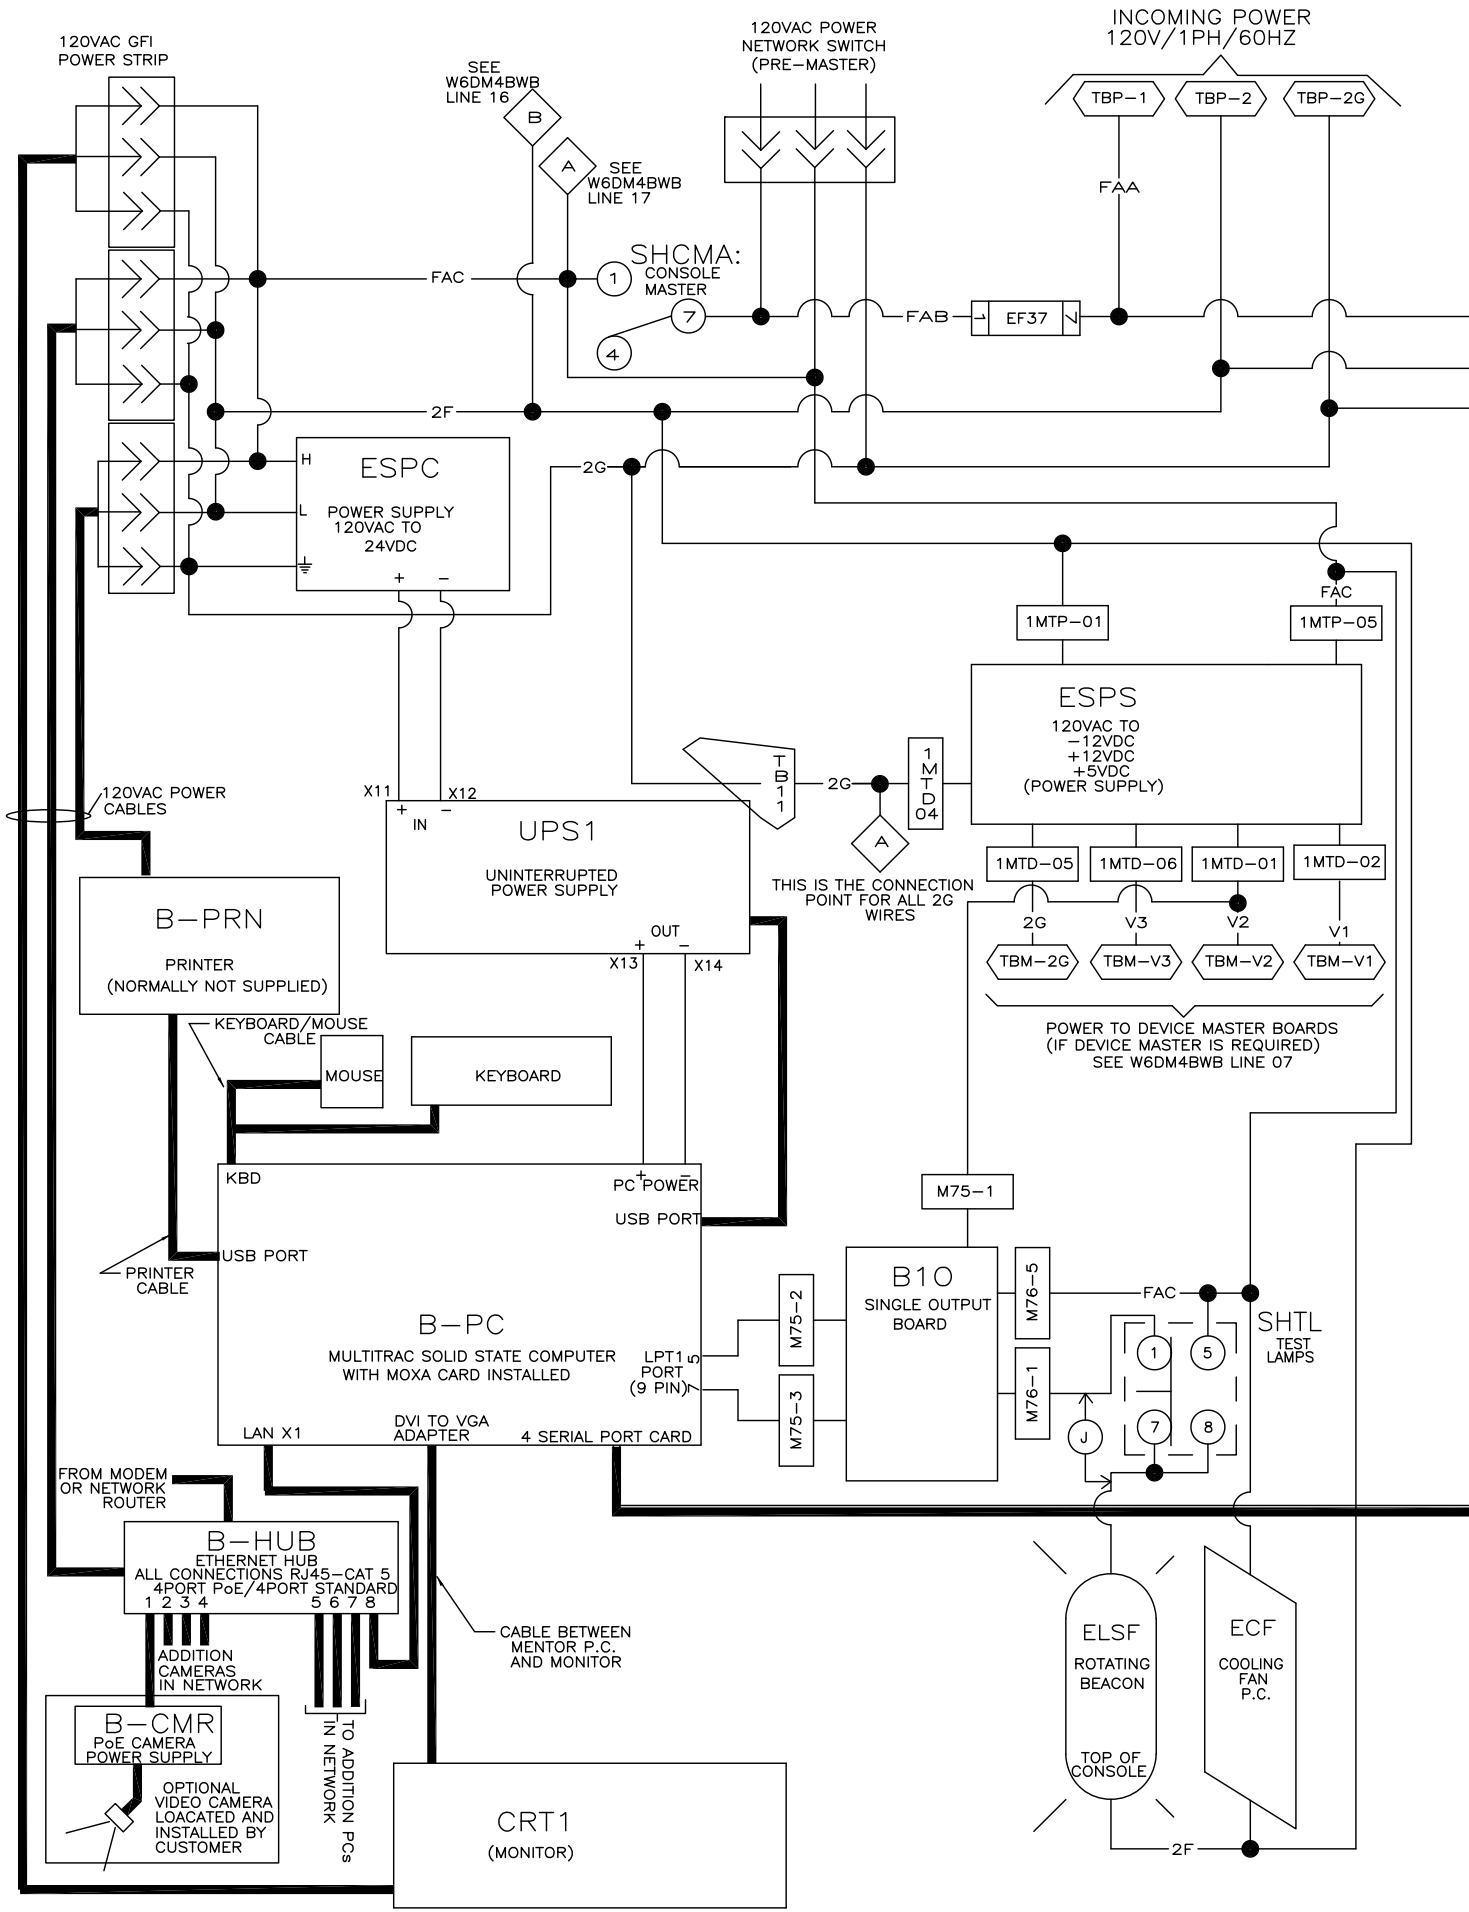 INCOMING POWER
120V/1PH/60HZ
120VAC GFI
POWER STRIP
120VAC POWER
NETWORK SWITCH
(PRE-MASTER)
SEE
W6DM4BWB
LINE 16
B
A
SEE
W6DM4BWB
LINE 17
TBP-1
TBP-2
TBP-2G
FAA
SHCMA:
CONSOLE
MASTER
FAC
1
7
4
FAB
1
EF37
7
2F
2G
H
L
ESPC
POWER SUPPLY
120VAC TO
24VDC
+
-
FAC
1MTP-01
1MTP-05
ESPS
120VAC TO
-12VDC
+12VDC
+5VDC
(POWER SUPPLY)
TB11
2G
1MTD04
A
THIS IS THE CONNECTION
POINT FOR ALL 2G
WIRES
1MTD-05
1MTD-06
1MTD-01
1MTD-02
2G
V3
V2
V1
TBM-2G
TBM-V3
TBM-V2
TBM-V1
POWER TO DEVICE MASTER BOARDS
(IF DEVICE MASTER IS REQUIRED)
SEE W6DM4BWB LINE 07
120VAC POWER
CABLES
X11
X12
+
-
IN
UPS1
UNINTERRUPTED
POWER SUPPLY
OUT
+
-
X13
X14
B-PRN
PRINTER
(NORMALLY NOT SUPPLIED)
KEYBOARD/MOUSE
CABLE
MOUSE
KEYBOARD
KBD
+
-
PC POWER
USB PORT
USB PORT
PRINTER
CABLE
B-PC
MULTITRAC SOLID STATE COMPUTER
WITH MOXA CARD INSTALLED
LPT1
PORT
(9 PIN)
5
7
LAN X1
DVI TO VGA
ADAPTER
4 SERIAL PORT CARD
M75-1
M75-2
M75-3
B10
SINGLE OUTPUT
BOARD
M76-5
M76-1
FAC
SHTL
TEST
LAMPS
1
5
7
8
J
FROM MODEM
OR NETWORK
ROUTER
B-HUB
ETHERNET HUB
ALL CONNECTIONS RJ45-CAT 5
4PORT PoE/4PORT STANDARD
1 2 3 4
5 6 7 8
ADDITION
CAMERAS
IN NETWORK
TO ADDITION PCs
IN NETWORK
CABLE BETWEEN
MENTOR P.C.
AND MONITOR
B-CMR
PoE CAMERA
POWER SUPPLY
OPTIONAL
VIDEO CAMERA
LOACATED AND
INSTALLED BY
CUSTOMER
CRT1
(MONITOR)
ELSF
ROTATING
BEACON
TOP OF
CONSOLE
ECF
COOLING
FAN
P.C.
2F